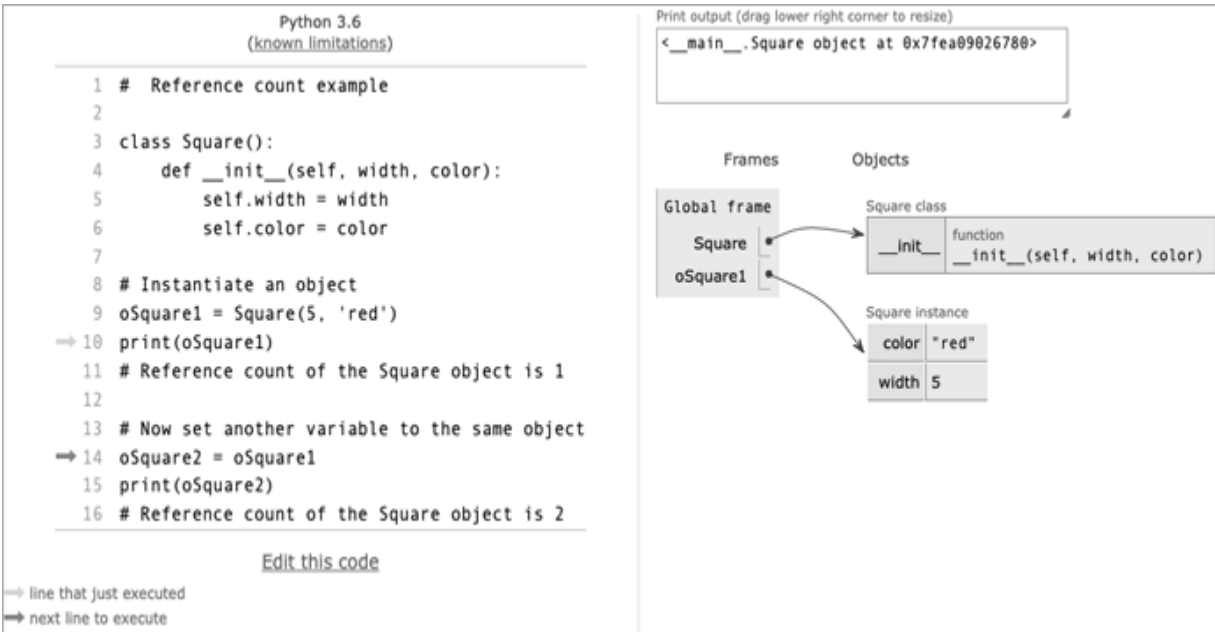 Python 3.6
(known limitations)
1 #  Reference count example
2
3 class Square():
4     def __init__(self, width, color):
5         self.width = width
6         self.color = color
7
8 # Instantiate an object
9 oSquare1 = Square(5, 'red')
10 print(oSquare1)
11 # Reference count of the Square object is 1
12
13 # Now set another variable to the same object
14 oSquare2 = oSquare1
15 print(oSquare2)
16 # Reference count of the Square object is 2
Edit this code
line that just executed
next line to execute
Print output (drag lower right corner to resize)
<__main__.Square object at 0x7fea09026780>
Frames Objects
Global frame
Square
oSquare1
Square class
__init__ function
__init__(self, width, color)
Square instance
color "red"
width 5